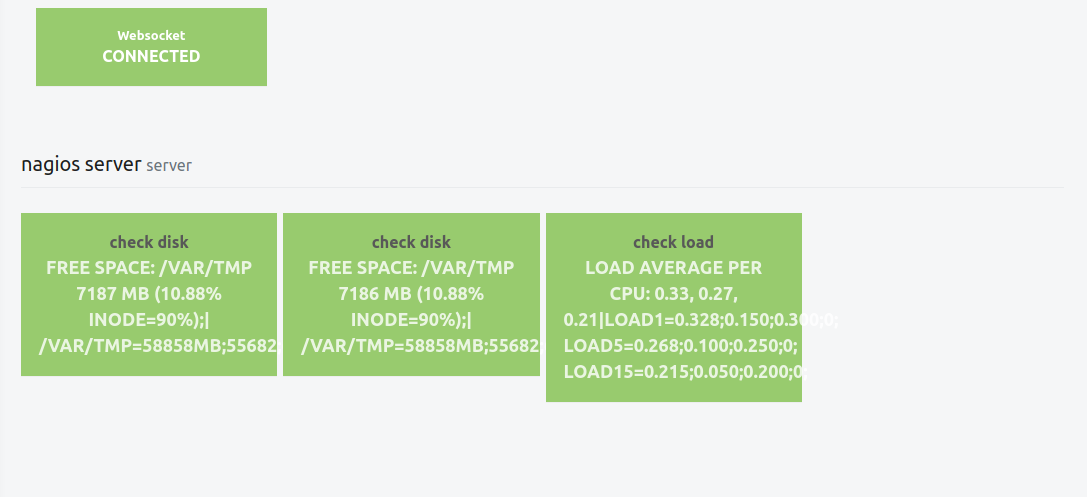 Websocket
CONNECTED
nagios server server
check disk
FREE SPACE: /VAR/TMP
7187 MB (10.88%
INODE=90%);|
/VAR/TMP=58858MB;55682
check disk
FREE SPACE: /VAR/TMP
7186 MB (10.88%
INODE=90%);|
/VAR/TMP=58858MB;55682
check load
LOAD AVERAGE PER
CPU: 0.33, 0.27,
0.21|LOAD1=0.328;0.150;0.300;0;
LOAD5=0.268;0.100;0.250;0;
LOAD15=0.215;0.050;0.200;0;